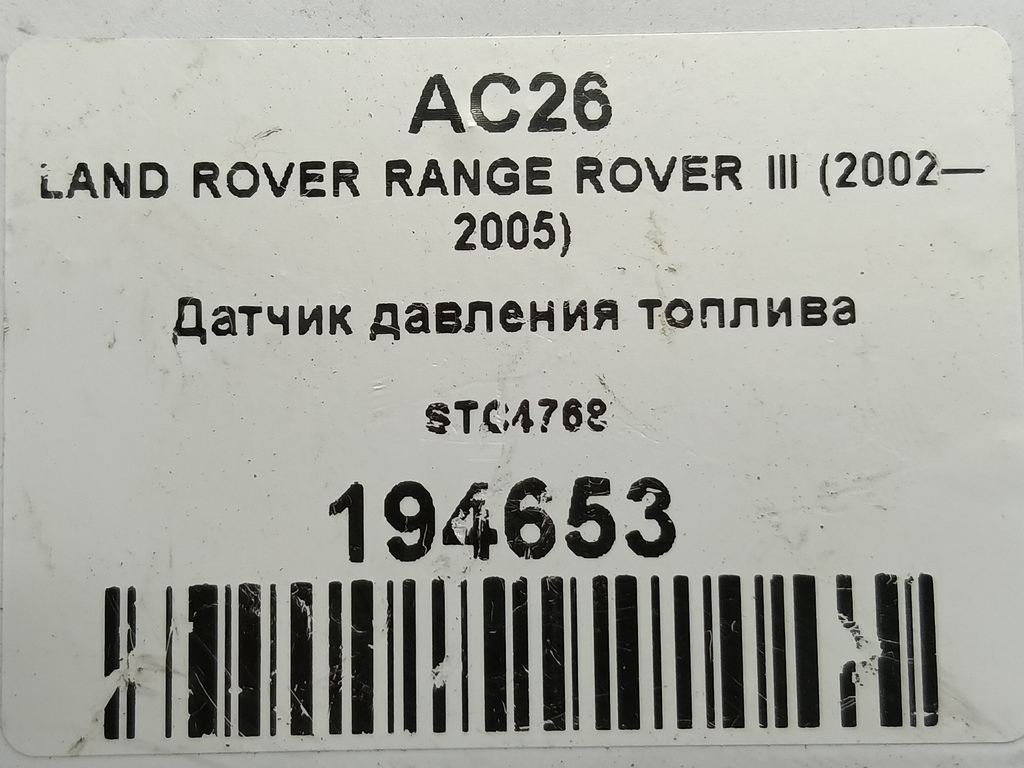 AC26
LAND ROVER RANGE ROVER III (2002—
2005)
Датчик давления топлива
STC4768
194653